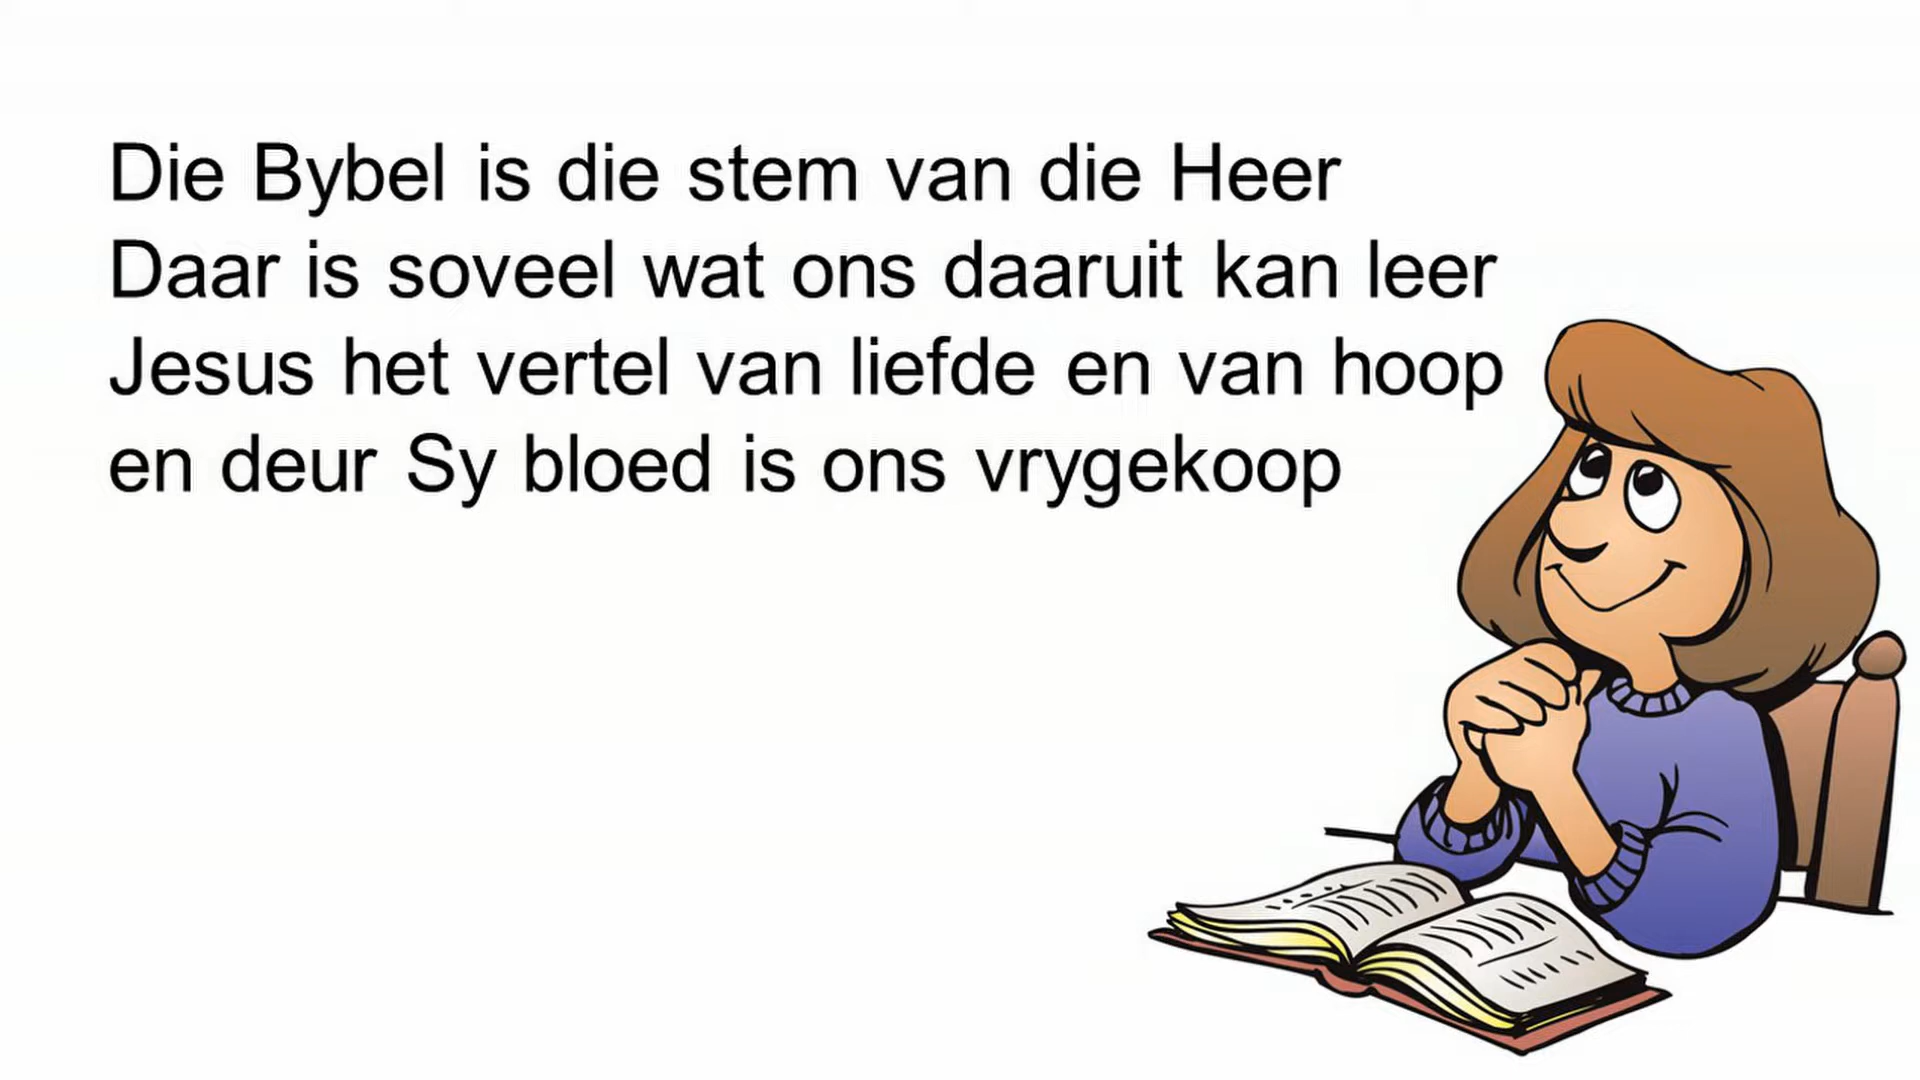 Die Bybel is die stem van die Heer
Daar is soveel wat ons daaruit kan leer
Jesus het vertel van liefde en van hoop
en deur Sy bloed is ons vrygekoop